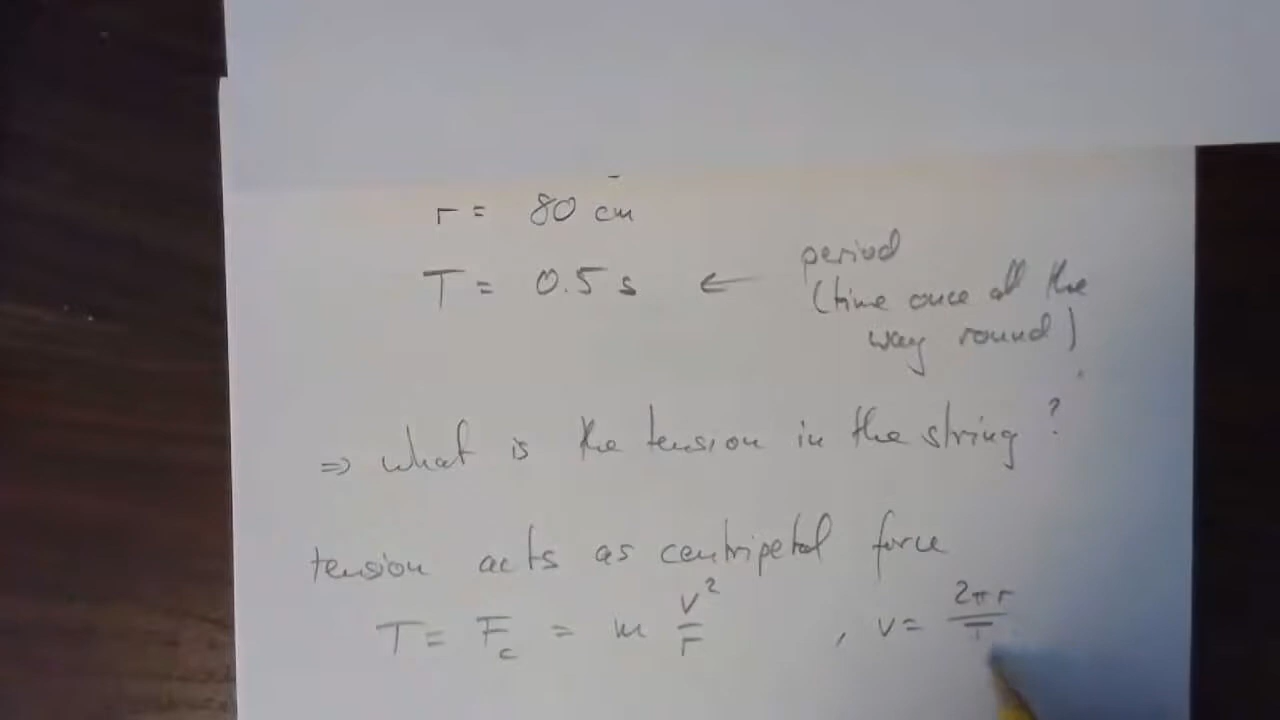 r = 80 cm
T = 0.5 s ← period
(time once all the
way round)
⇒ what is the tension in the string?
tension acts as centripetal force
T = F_c = m v²/r , v = 2πr/T